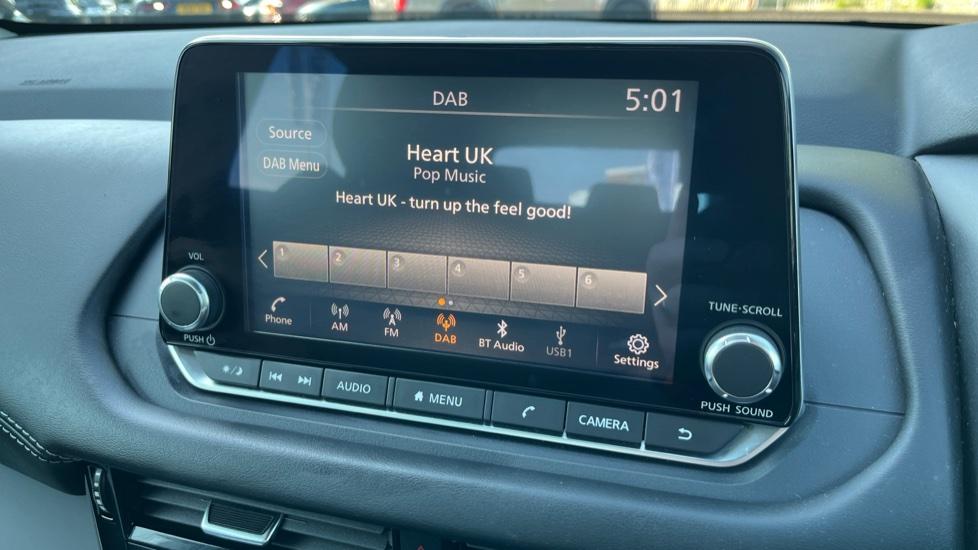 DAB
5:01
Source
DAB Menu
Heart UK
Pop Music
Heart UK - turn up the feel good!
1 2 3 4 5 6
Phone AM FM DAB BT Audio USB1 Settings
VOL
PUSH
TUNE·SCROLL
PUSH SOUND
AUDIO MENU CAMERA